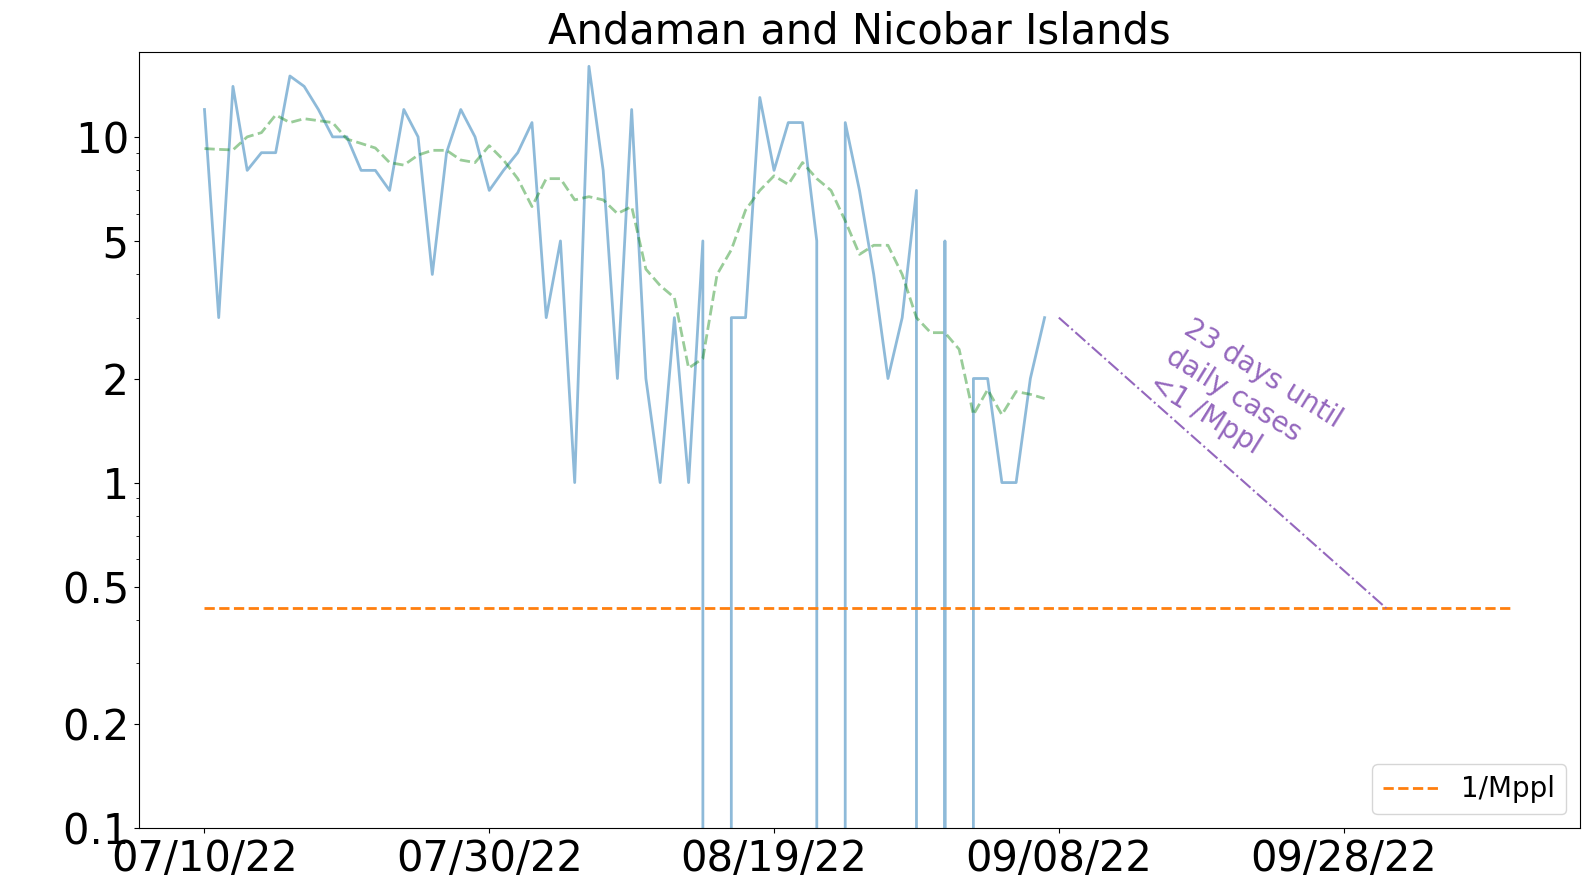 Andaman and Nicobar Islands
10
5
2
1
0.5
0.2
0.1
23 days until
daily cases
<1 /Mppl
1/Mppl
07/10/22
07/30/22
08/19/22
09/08/22
09/28/22